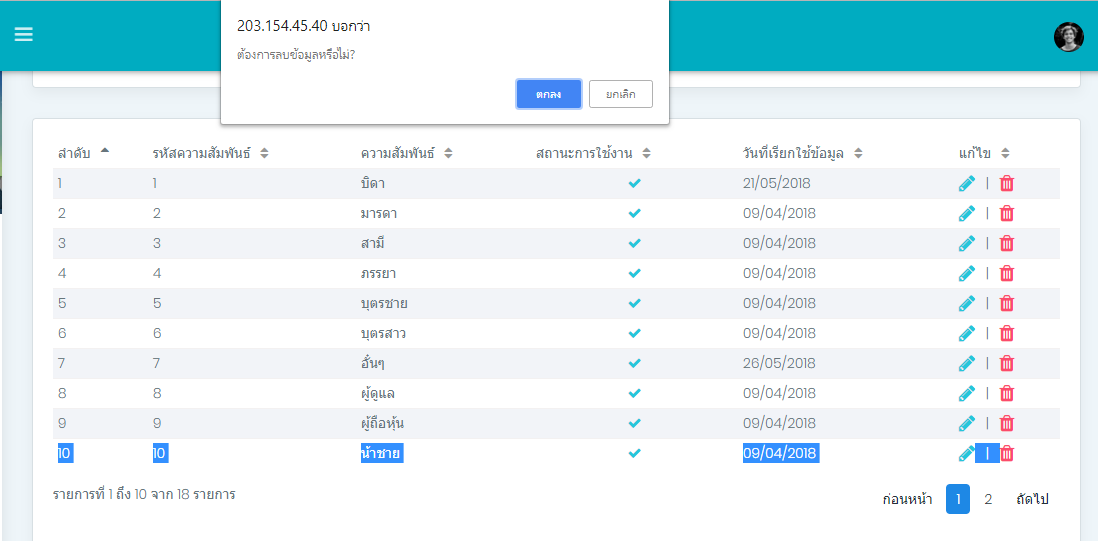 203.154.45.40 บอกว่า
ต้องการลบข้อมูลหรือไม่?
ตกลง ยกเลิก
ลำดับ รหัสความสัมพันธ์ ความสัมพันธ์ สถานะการใช้งาน วันที่เรียกใช้ข้อมูล แก้ไข
1 1 บิดา 21/05/2018 |
2 2 มารดา 09/04/2018 |
3 3 สามี 09/04/2018 |
4 4 ภรรยา 09/04/2018 |
5 5 บุตรชาย 09/04/2018 |
6 6 บุตรสาว 09/04/2018 |
7 7 อื่นๆ 26/05/2018 |
8 8 ผู้ดูแล 09/04/2018 |
9 9 ผู้ถือหุ้น 09/04/2018 |
10 10 น้าชาย 09/04/2018 |
รายการที่ 1 ถึง 10 จาก 18 รายการ
ก่อนหน้า 1 2 ถัดไป